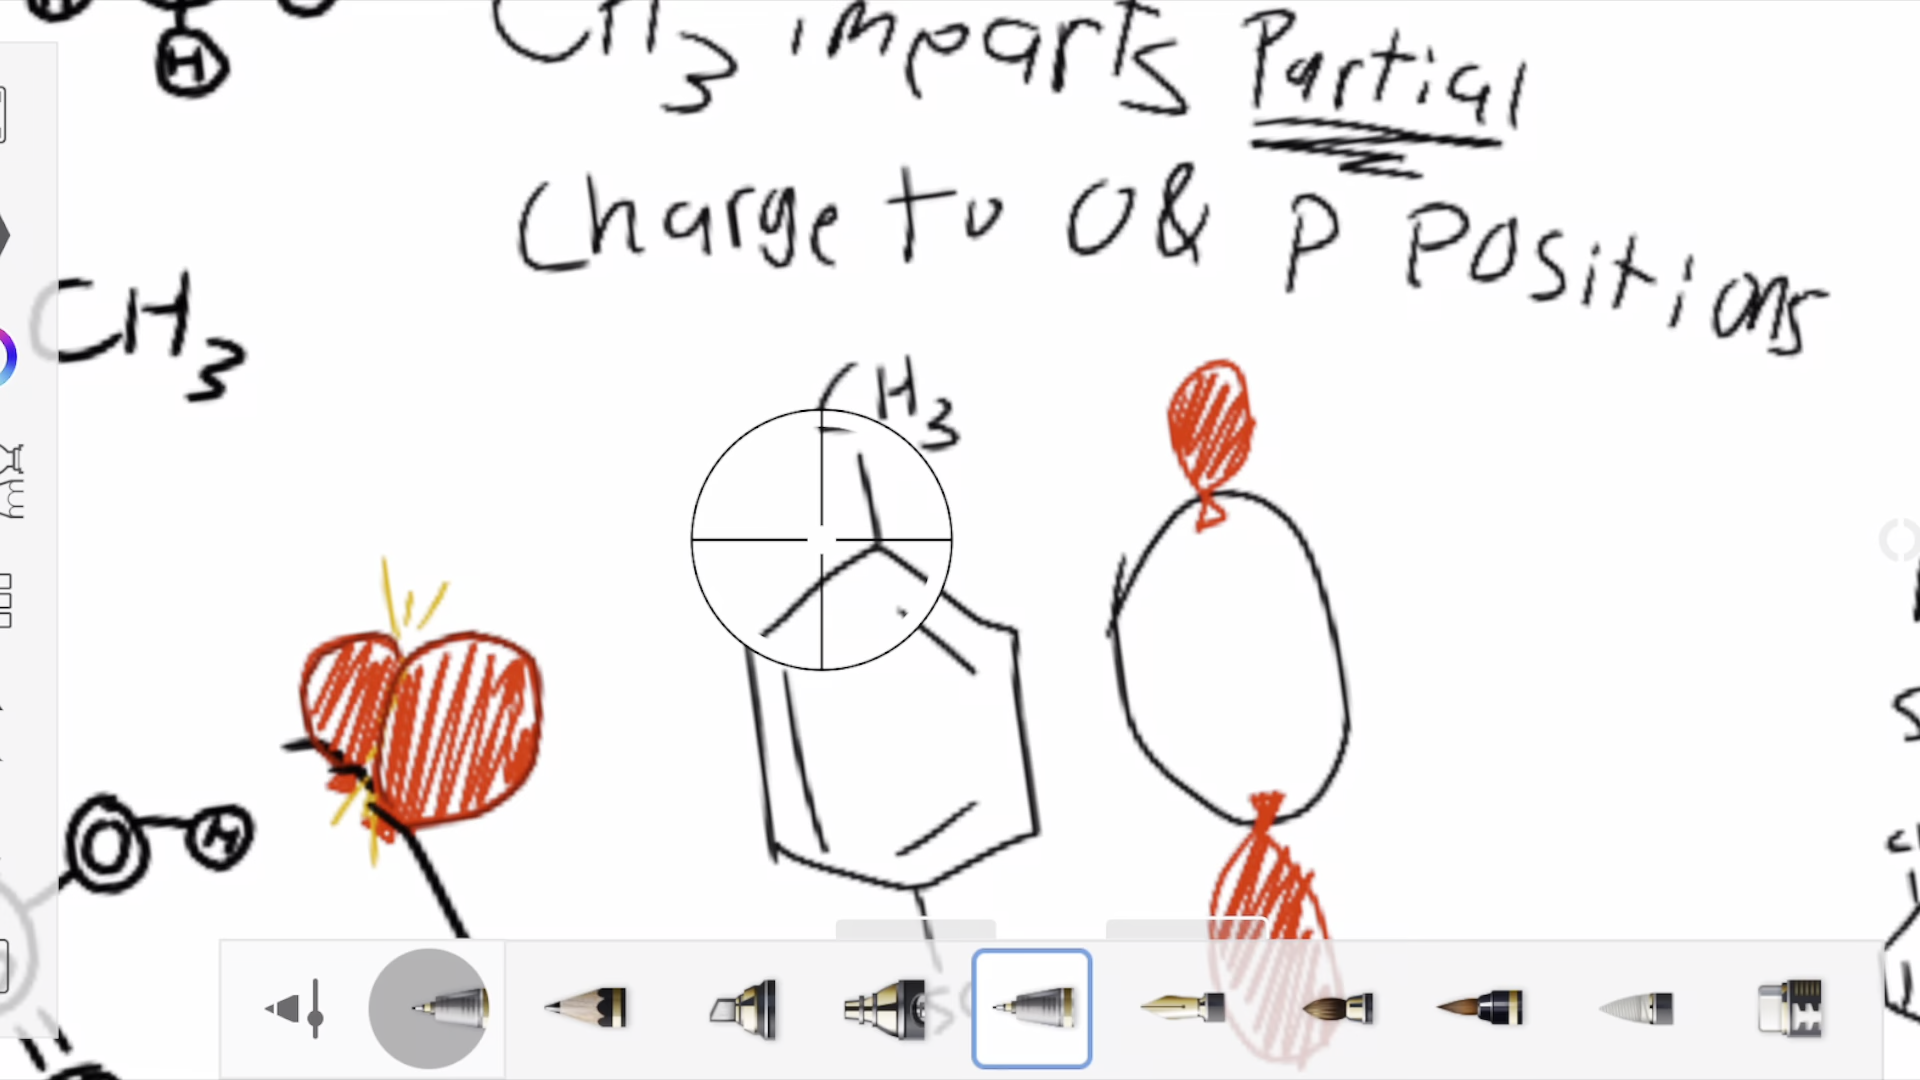 H
CH3 imparts Partial
Charge to O & P Positions
CH3
CH3
O H